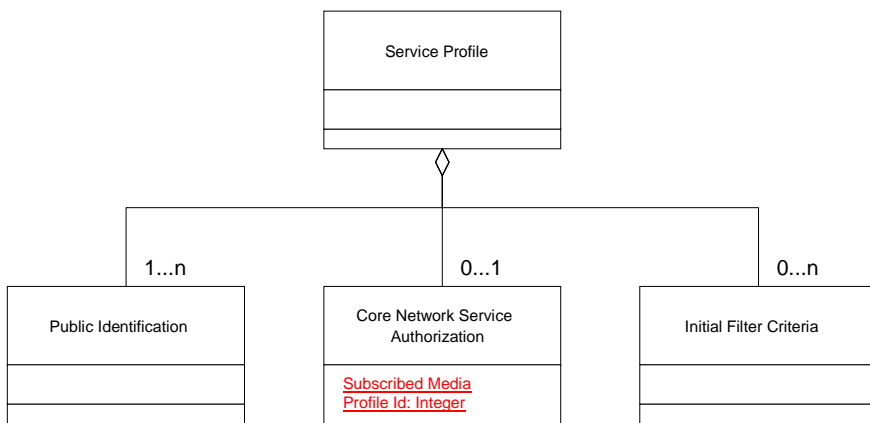 Service Profile
1...n
0...1
0...n
Public Identification
Core Network Service
Authorization
Initial Filter Criteria
Subscribed Media
Profile Id: Integer